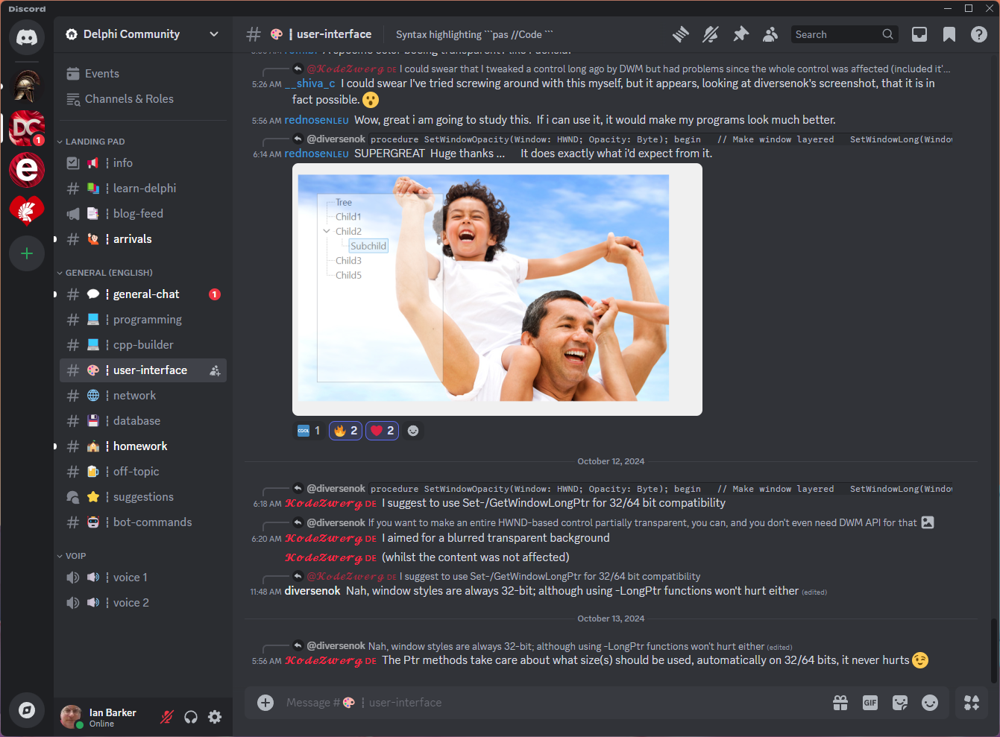 Discord
Delphi Community
Events
Channels & Roles
LANDING PAD
info
learn-delphi
blog-feed
arrivals
GENERAL (ENGLISH)
general-chat 1
programming
cpp-builder
user-interface
network
database
homework
off-topic
suggestions
bot-commands
VOIP
voice 1
voice 2
Ian Barker
Online
DC
1
e
# user-interface Syntax highlighting ```pas //Code ```
Search
@KodeZwerg DE I could swear that I tweaked a control long ago by DWM but had problems since the whole control was affected (included it'...
5:26 AM __shiva_c I could swear I've tried screwing around with this myself, but it appears, looking at diversenok's screenshot, that it is in
fact possible.
5:56 AM rednoseNLEU Wow, great i am going to study this. If i can use it, it would make my programs look much better.
@diversenok procedure SetWindowOpacity(Window: HWND; Opacity: Byte); begin // Make window layered SetWindowLong(Window
6:14 AM rednoseNLEU SUPERGREAT Huge thanks ... It does exactly what i'd expect from it.
Tree
Child1
Child2
Subchild
Child3
Child5
COOL 1 2 2
October 12, 2024
@diversenok procedure SetWindowOpacity(Window: HWND; Opacity: Byte); begin // Make window layered SetWindowLong(Window
6:18 AM KodeZwerg DE I suggest to use Set-/GetWindowLongPtr for 32/64 bit compatibility
@diversenok If you want to make an entire HWND-based control partially transparent, you can, and you don't even need DWM API for that
6:20 AM KodeZwerg DE I aimed for a blurred transparent background
KodeZwerg DE (whilst the content was not affected)
@KodeZwerg DE I suggest to use Set-/GetWindowLongPtr for 32/64 bit compatibility
11:48 AM diversenok Nah, window styles are always 32-bit; although using -LongPtr functions won't hurt either (edited)
October 13, 2024
@diversenok Nah, window styles are always 32-bit; although using -LongPtr functions won't hurt either (edited)
5:56 AM KodeZwerg DE The Ptr methods take care about what size(s) should be used, automatically on 32/64 bits, it never hurts
Message # user-interface
GIF